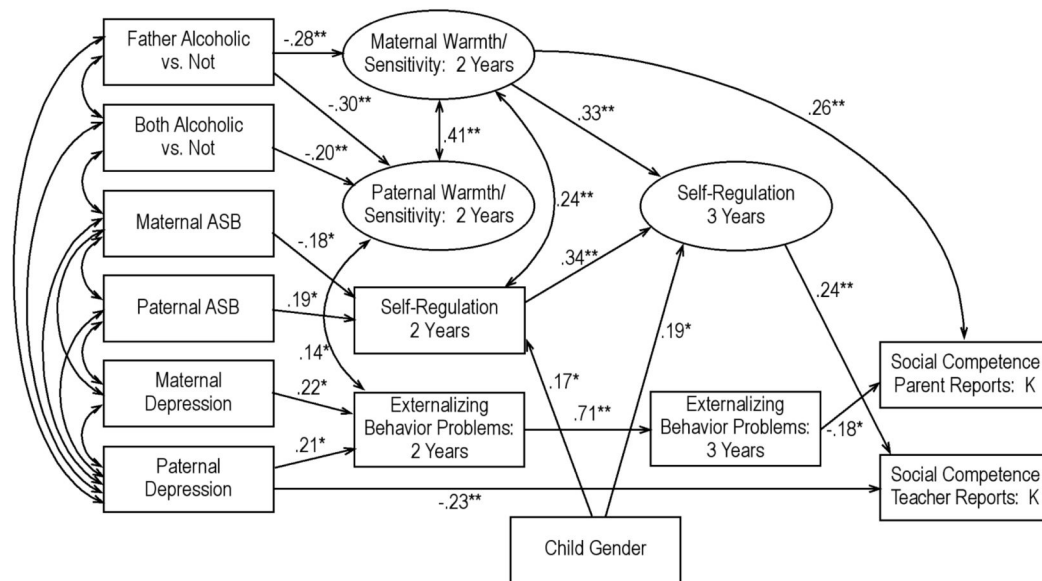 Father Alcoholic
vs. Not
-.28**
Maternal Warmth/
Sensitivity: 2 Years
-.30**
.33**
.26**
Both Alcoholic
vs. Not
-.20**
.41**
Paternal Warmth/
Sensitivity: 2 Years
.24**
Self-Regulation
3 Years
Maternal ASB
-.18*
.34**
Paternal ASB
.19*
Self-Regulation
2 Years
.24**
.19*
.14*
Social Competence
Parent Reports: K
Maternal
Depression
.22*
.17*
Externalizing
Behavior Problems:
2 Years
.71**
Externalizing
Behavior Problems:
3 Years
-.18*
.21*
Paternal
Depression
-.23**
Social Competence
Teacher Reports: K
Child Gender